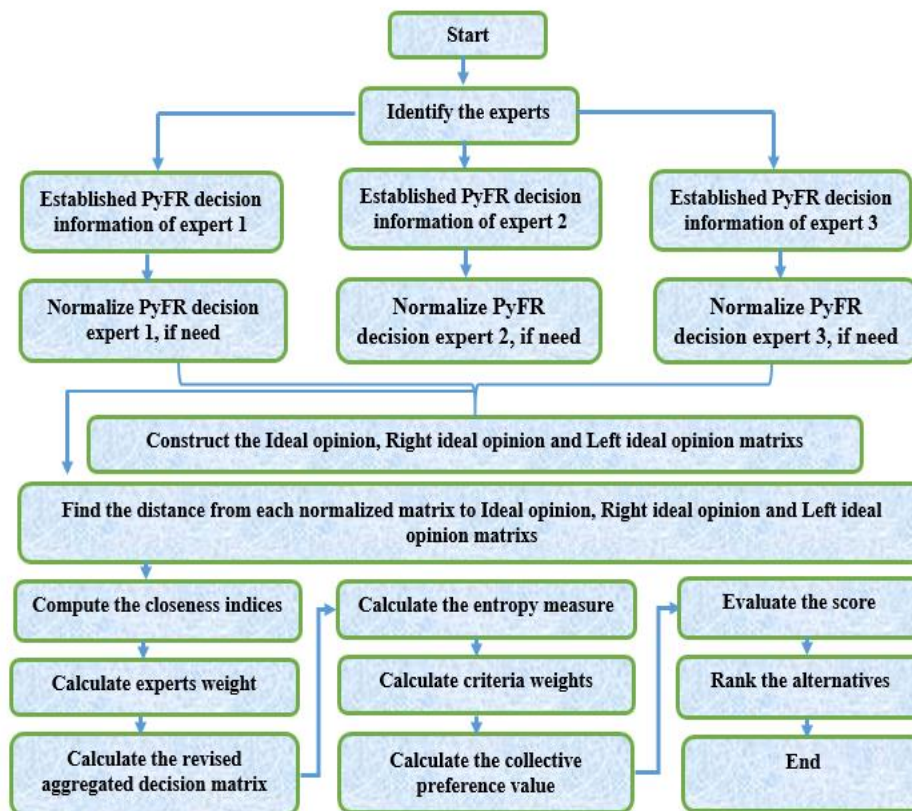 Start
Identify the experts
Established PyFR decision
information of expert 1
Established PyFR decision
information of expert 2
Established PyFR decision
information of expert 3
Normalize PyFR decision
expert 1, if need
Normalize PyFR
decision expert 2, if need
Normalize PyFR
decision expert 3, if need
Construct the Ideal opinion, Right ideal opinion and Left ideal opinion matrixs
Find the distance from each normalized matrix to Ideal opinion, Right ideal opinion and Left ideal
opinion matrixs
Compute the closeness indices
Calculate experts weight
Calculate the revised
aggregated decision matrix
Calculate the entropy measure
Calculate criteria weights
Calculate the collective
preference value
Evaluate the score
Rank the alternatives
End